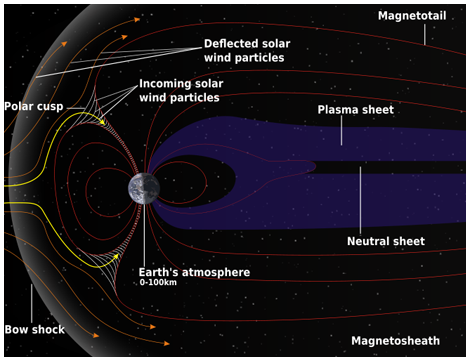 Magnetotail
Deflected solar
wind particles
Incoming solar
wind particles
Polar cusp
Plasma sheet
Neutral sheet
Earth's atmosphere
0-100km
Bow shock
Magnetosheath